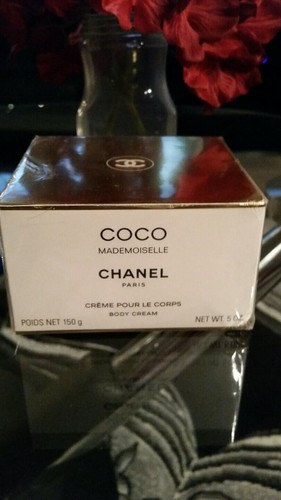 COCO
MADEMOISELLE
CHANEL
PARIS
CRÈME POUR LE CORPS
BODY CREAM
POIDS NET 150 g NET WT. 5 OZ